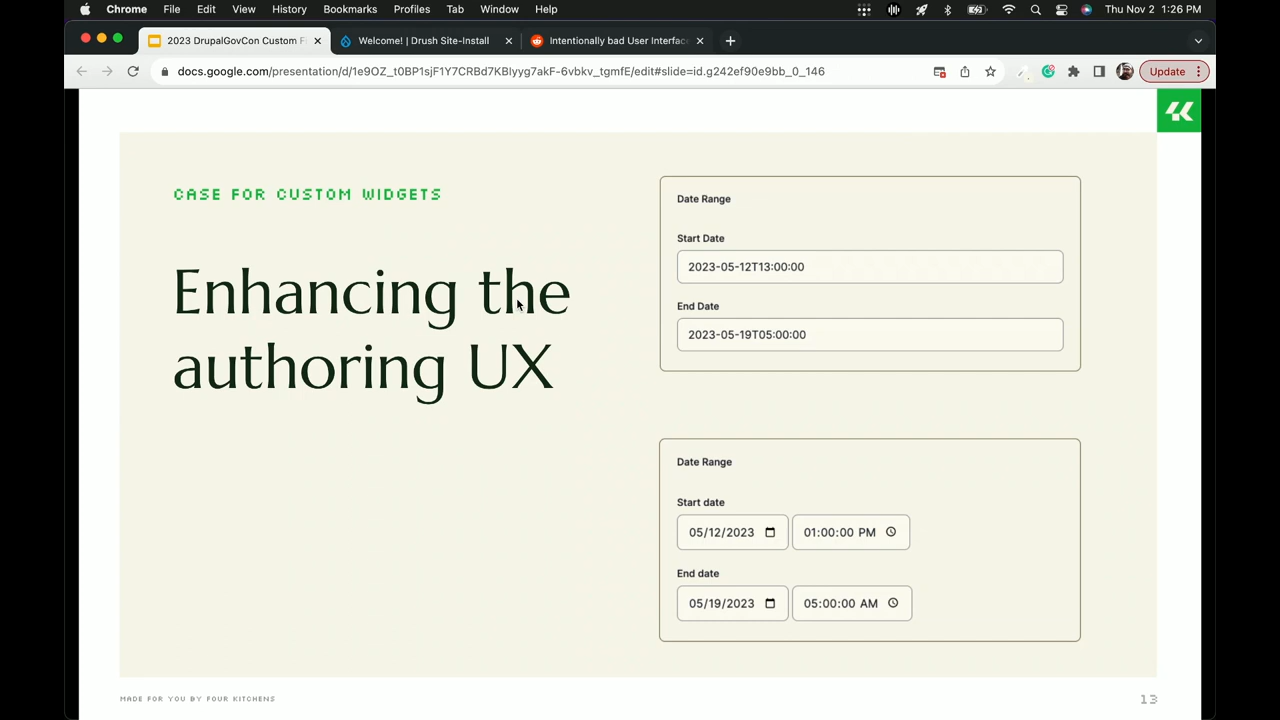 Chrome File Edit View History Bookmarks Profiles Tab Window Help Thu Nov 2 1:26 PM
2023 DrupalGovCon Custom F Welcome! | Drush Site-Install Intentionally bad User Interfac
docs.google.com/presentation/d/1e9OZ_t0BP1sjF1Y7CRBd7KBlyyg7akF-6vbkv_tgmfE/edit#slide=id.g242ef90e9bb_0_146 Update
CASE FOR CUSTOM WIDGETS
Enhancing the
authoring UX
Date Range
Start Date
2023-05-12T13:00:00
End Date
2023-05-19T05:00:00
Date Range
Start date
05/12/2023 01:00:00 PM
End date
05/19/2023 05:00:00 AM
MADE FOR YOU BY FOUR KITCHENS 13